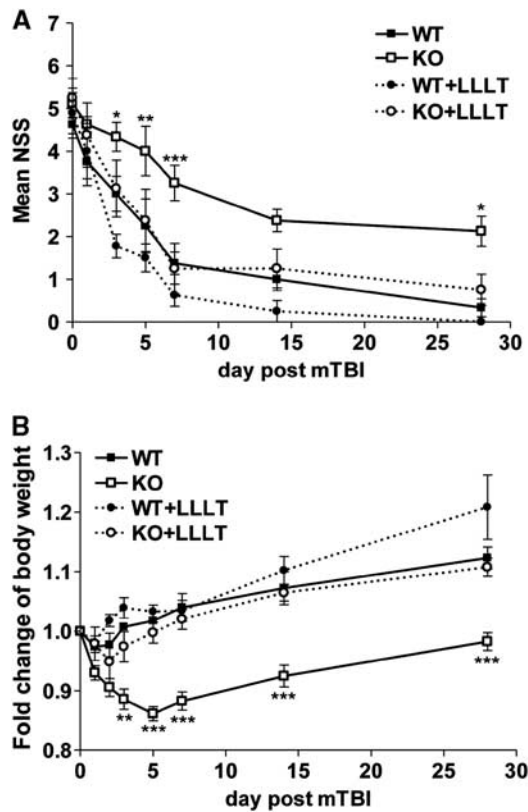 A
7
6
5
4
3
2
1
0
Mean NSS
WT
KO
WT+LLLT
KO+LLLT
*
**
***
*
0
5
10
15
20
25
30
day post mTBI
B
1.3
1.2
1.1
1.0
0.9
0.8
Fold change of body weight
WT
KO
WT+LLLT
KO+LLLT
**
***
***
***
***
0
5
10
15
20
25
30
day post mTBI